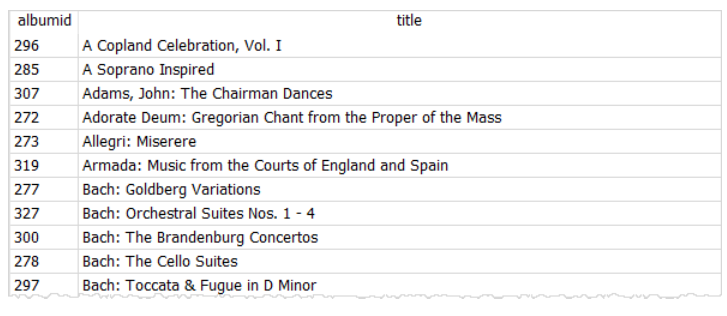 albumid title
296 A Copland Celebration, Vol. I
285 A Soprano Inspired
307 Adams, John: The Chairman Dances
272 Adorate Deum: Gregorian Chant from the Proper of the Mass
273 Allegri: Miserere
319 Armada: Music from the Courts of England and Spain
277 Bach: Goldberg Variations
327 Bach: Orchestral Suites Nos. 1 - 4
300 Bach: The Brandenburg Concertos
278 Bach: The Cello Suites
297 Bach: Toccata & Fugue in D Minor